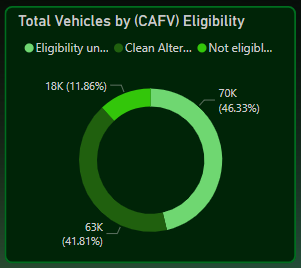 Total Vehicles by (CAFV) Eligibility
Eligibility un... Clean Alter... Not eligibl...
18K (11.86%)
70K
(46.33%)
63K
(41.81%)